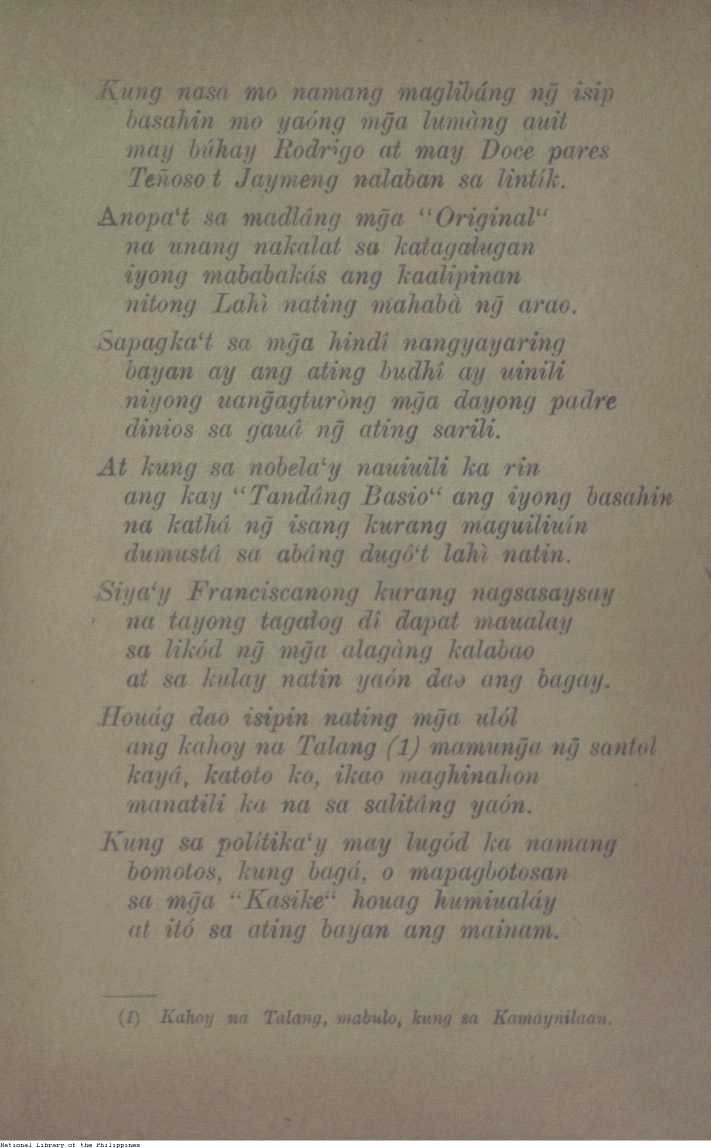 Kung nasa mo namang maglibáng ng̃ isip
basahin mo yaóng mg̃a lumàng auit
may búhay Rodrigo at may Doce pares
Teñoso t Jaymeng nalaban sa lintík.
Anopa't sa madláng mg̃a "Original"
na unang nakalat sa katagalugan
iyong mababakás ang kaalipinan
nitong Lahì nating mahabà ng̃ arao.
Sapagka't sa mg̃a hindí nangyayaring
bayan ay ang ating budhî ay uinili
niyong uang̃agturòng mg̃a dayong padre
dinios sa gauâ ng̃ ating sarili.
At kung sa nobela'y nauiuili ka rin
ang kay "Tandáng Basio" ang iyong basahin
na kathâ ng̃ isang kurang maguiliuín
dumustá sa abáng dugô't lahì natin.
Siya'y Franciscanong kurang nagsasaysay
na tayong tagalog dí dapat maualay
sa likód ng̃ mg̃a alagàng kalabao
at sa kulay natin yaón dao ang bagay.
Houág dao isipin nating mg̃a ulól
ang kahoy na Talang (1) mamung̃a ng̃ santol
kayá, katoto ko, ikao maghinahon
manatili ka na sa salitáng yaón.
Kung sa polítika'y may lugód ka namang
bomotos, kung bagá, o mapagbotosan
sa mg̃a "Kasike" houag humiualáy
at itó sa ating bayan ang mainam.
(1) Kahoy na Talang, mabulo, kung sa Kamaynilaan.
National Library of the Philippines